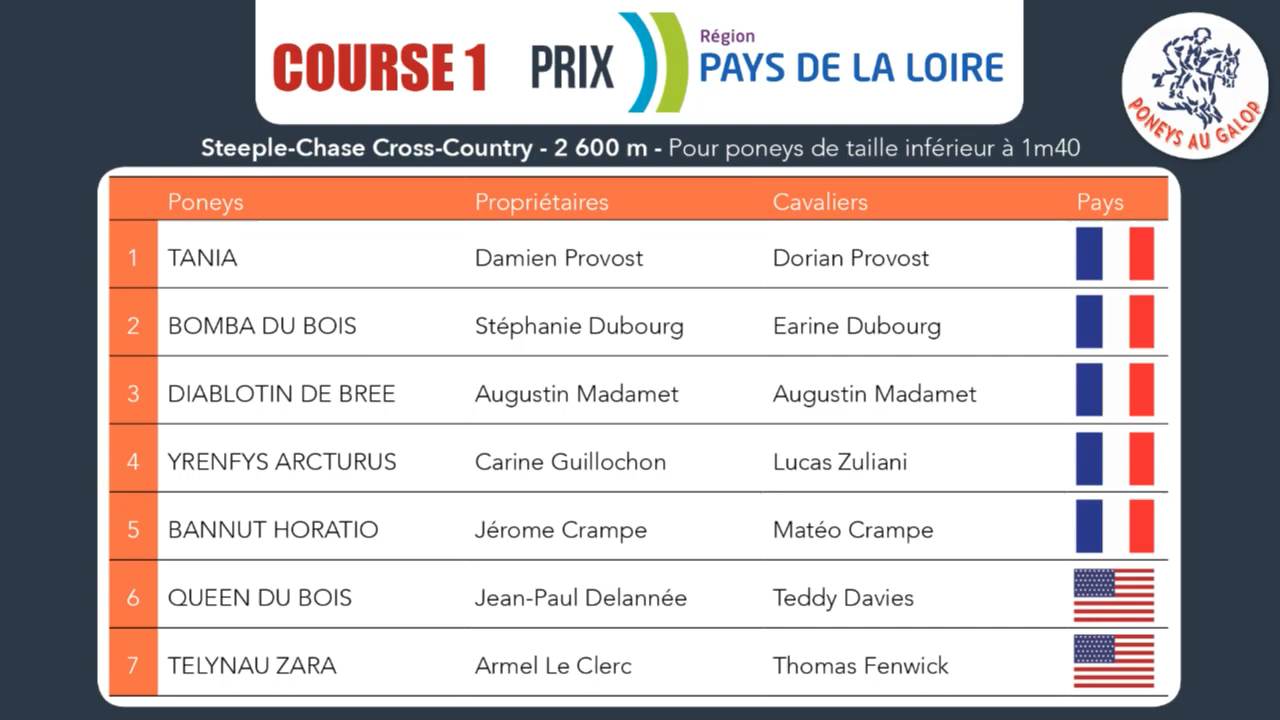 COURSE 1 PRIX Région PAYS DE LA LOIRE
PONEYS AU GALOP
Steeple-Chase Cross-Country - 2 600 m - Pour poneys de taille inférieur à 1m40
Poneys Propriétaires Cavaliers Pays
1 TANIA Damien Provost Dorian Provost
2 BOMBA DU BOIS Stéphanie Dubourg Earine Dubourg
3 DIABLOTIN DE BREE Augustin Madamet Augustin Madamet
4 YRENFYS ARCTURUS Carine Guillochon Lucas Zuliani
5 BANNUT HORATIO Jérome Crampe Matéo Crampe
6 QUEEN DU BOIS Jean-Paul Delannée Teddy Davies
7 TELYNAU ZARA Armel Le Clerc Thomas Fenwick